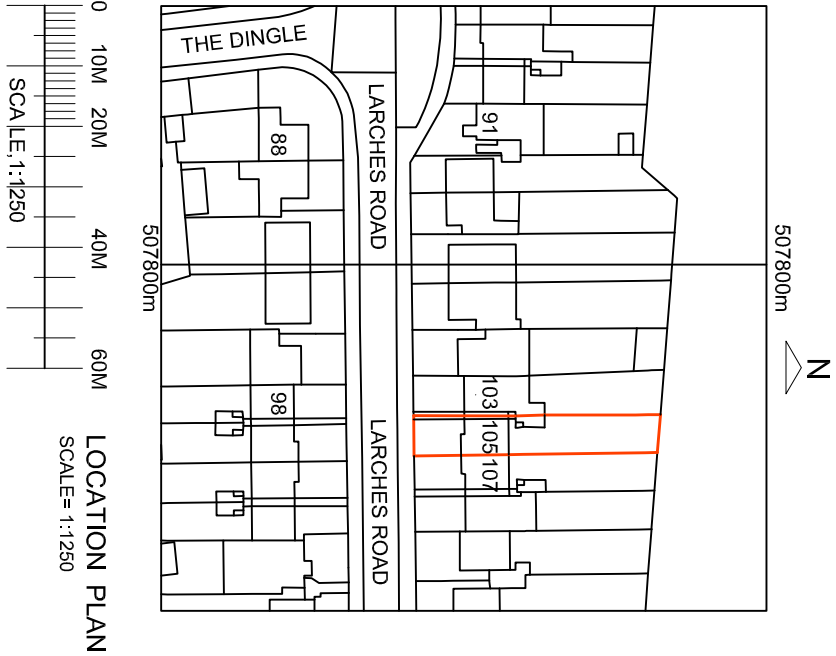 THE DINGLE
LARCHES ROAD
LARCHES ROAD
88
98
91
103
105
107
507800m
507800m
N
0
10M
20M
40M
60M
SCALE,1:1250
LOCATION PLAN
SCALE= 1:1250